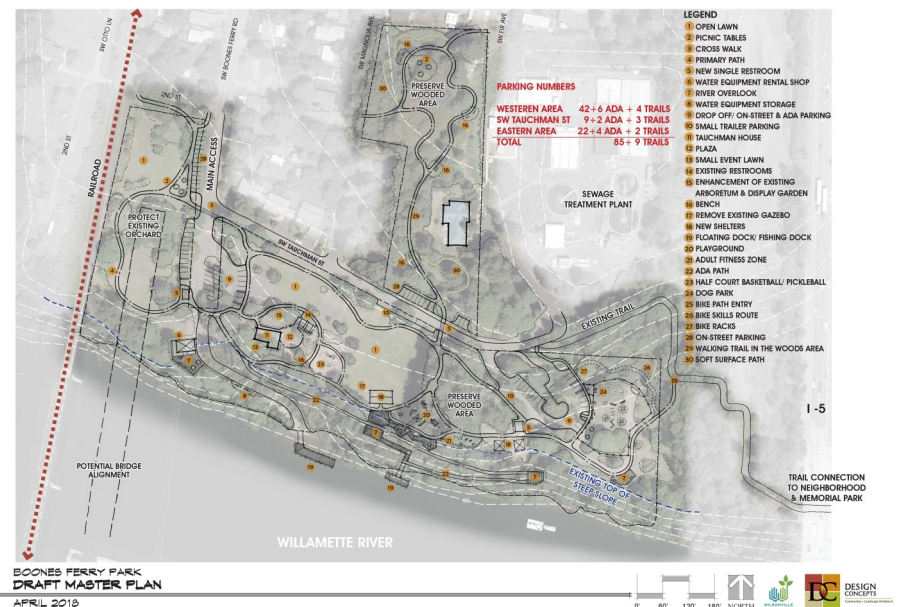 SW OTTO LN
SW BOONES FERRY RD
SW MAGNOLIA AVE
SW FIR AVE
2ND ST
2ND ST
RAILROAD
MAIN ACCESS
PRESERVE
WOODED
AREA
PARKING NUMBERS
WESTEREN AREA 42+6 ADA + 4 TRAILS
SW TAUCHMAN ST 9+2 ADA + 3 TRAILS
EASTERN AREA 22+4 ADA + 2 TRAILS
TOTAL 85+ 9 TRAILS
SEWAGE
TREATMENT PLANT
PROTECT
EXISTING
ORCHARD
SW TAUCHMAN ST
EXISTING TRAIL
PRESERVE
WOODED
AREA
I -5
POTENTIAL BRIDGE
ALIGNMENT
EXISTING TOP OF
STEEP SLOPE
TRAIL CONNECTION
TO NEIGHBORHOOD
& MEMORIAL PARK
WILLAMETTE RIVER
LEGEND
1 OPEN LAWN
2 PICNIC TABLES
3 CROSS WALK
4 PRIMARY PATH
5 NEW SINGLE RESTROOM
6 WATER EQUIPMENT RENTAL SHOP
7 RIVER OVERLOOK
8 WATER EQUIPMENT STORAGE
9 DROP OFF/ ON-STREET & ADA PARKING
10 SMALL TRAILER PARKING
11 TAUCHMAN HOUSE
12 PLAZA
13 SMALL EVENT LAWN
14 EXISTING RESTROOMS
15 ENHANCEMENT OF EXISTING
ARBORETUM & DISPLAY GARDEN
16 BENCH
17 REMOVE EXISTING GAZEBO
18 NEW SHELTERS
19 FLOATING DOCK/ FISHING DOCK
20 PLAYGROUND
21 ADULT FITNESS ZONE
22 ADA PATH
23 HALF COURT BASKETBALL/ PICKLEBALL
24 DOG PARK
25 BIKE PATH ENTRY
26 BIKE SKILLS ROUTE
27 BIKE RACKS
28 ON-STREET PARKING
29 WALKING TRAIL IN THE WOODS AREA
30 SOFT SURFACE PATH
BOONES FERRY PARK
DRAFT MASTER PLAN
APRIL 2018
0' 60' 120' 180' NORTH
WILSONVILLE
DC DESIGN
CONCEPTS